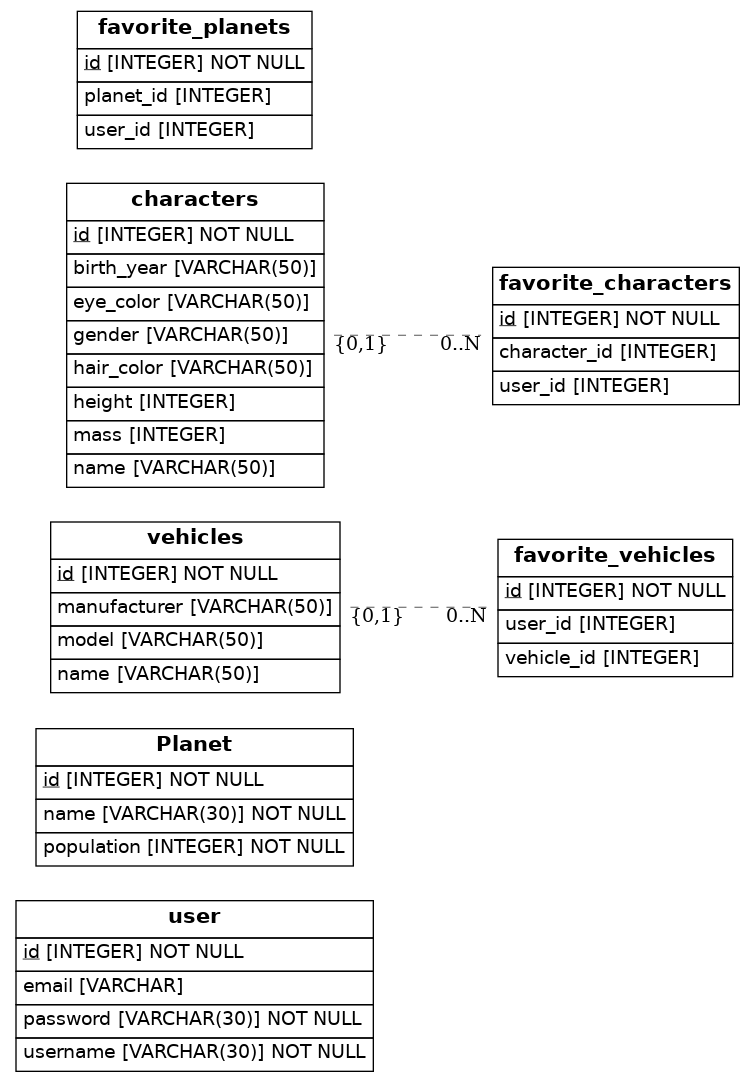 favorite_planets
id [INTEGER] NOT NULL
planet_id [INTEGER]
user_id [INTEGER]
characters
id [INTEGER] NOT NULL
birth_year [VARCHAR(50)]
eye_color [VARCHAR(50)]
gender [VARCHAR(50)]
hair_color [VARCHAR(50)]
height [INTEGER]
mass [INTEGER]
name [VARCHAR(50)]
{0,1}
0..N
favorite_characters
id [INTEGER] NOT NULL
character_id [INTEGER]
user_id [INTEGER]
vehicles
id [INTEGER] NOT NULL
manufacturer [VARCHAR(50)]
model [VARCHAR(50)]
name [VARCHAR(50)]
{0,1}
0..N
favorite_vehicles
id [INTEGER] NOT NULL
user_id [INTEGER]
vehicle_id [INTEGER]
Planet
id [INTEGER] NOT NULL
name [VARCHAR(30)] NOT NULL
population [INTEGER] NOT NULL
user
id [INTEGER] NOT NULL
email [VARCHAR]
password [VARCHAR(30)] NOT NULL
username [VARCHAR(30)] NOT NULL